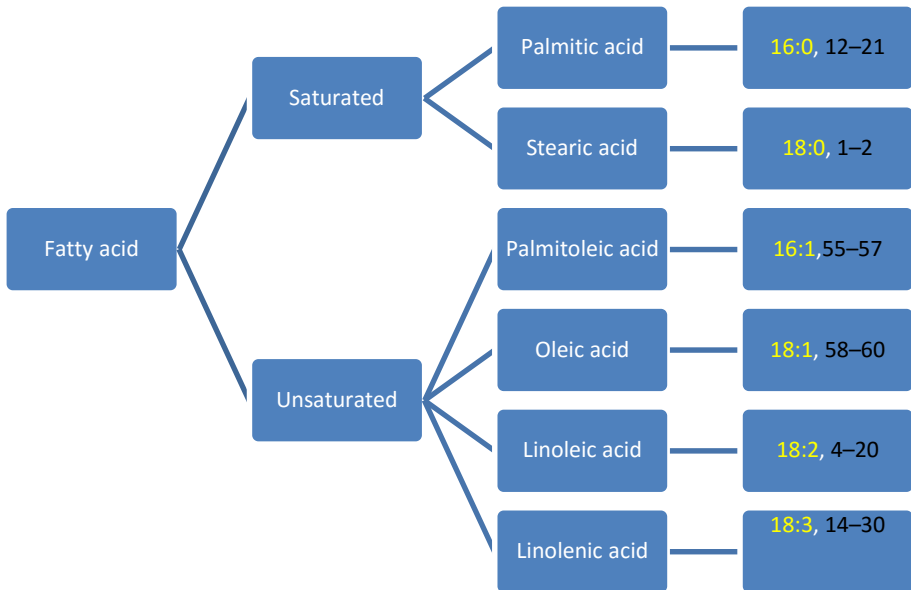 Fatty acid
Saturated
Palmitic acid
16:0, 12–21
Stearic acid
18:0, 1–2
Unsaturated
Palmitoleic acid
16:1,55–57
Oleic acid
18:1, 58–60
Linoleic acid
18:2, 4–20
Linolenic acid
18:3, 14–30